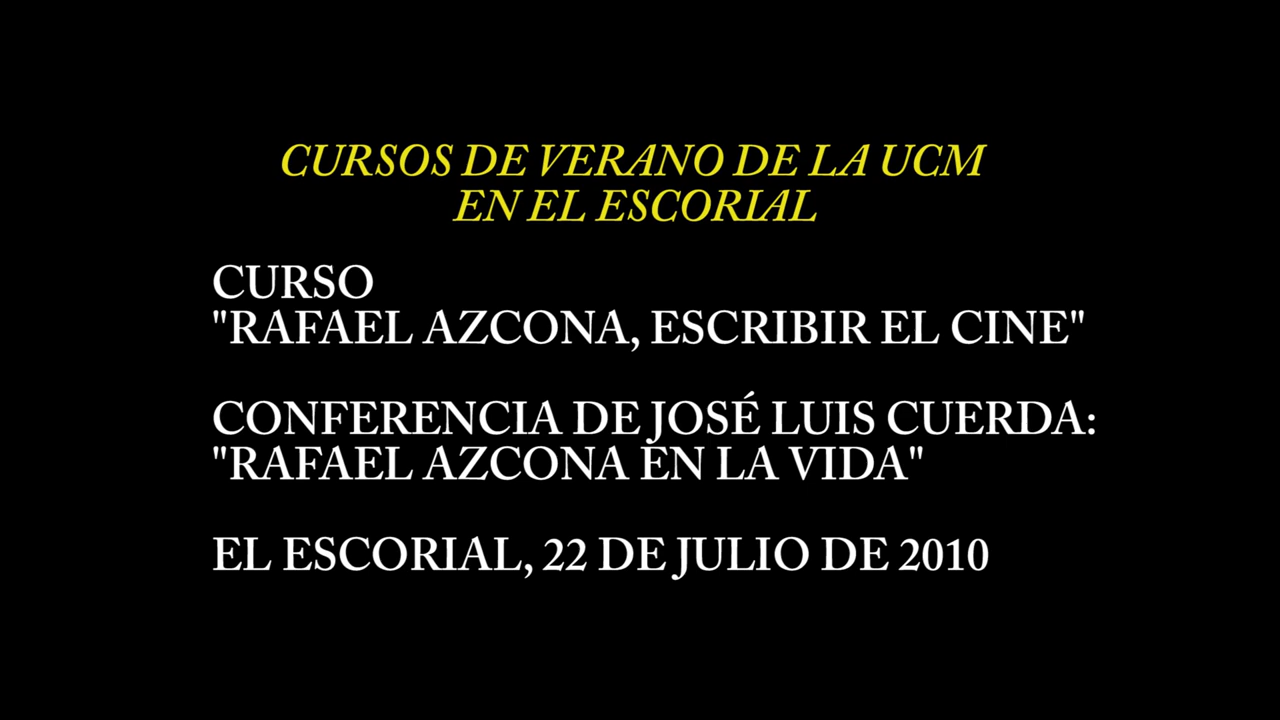 CURSOS DE VERANO DE LA UCM
EN EL ESCORIAL
CURSO
"RAFAEL AZCONA, ESCRIBIR EL CINE"
CONFERENCIA DE JOSÉ LUIS CUERDA:
"RAFAEL AZCONA EN LA VIDA"
EL ESCORIAL, 22 DE JULIO DE 2010